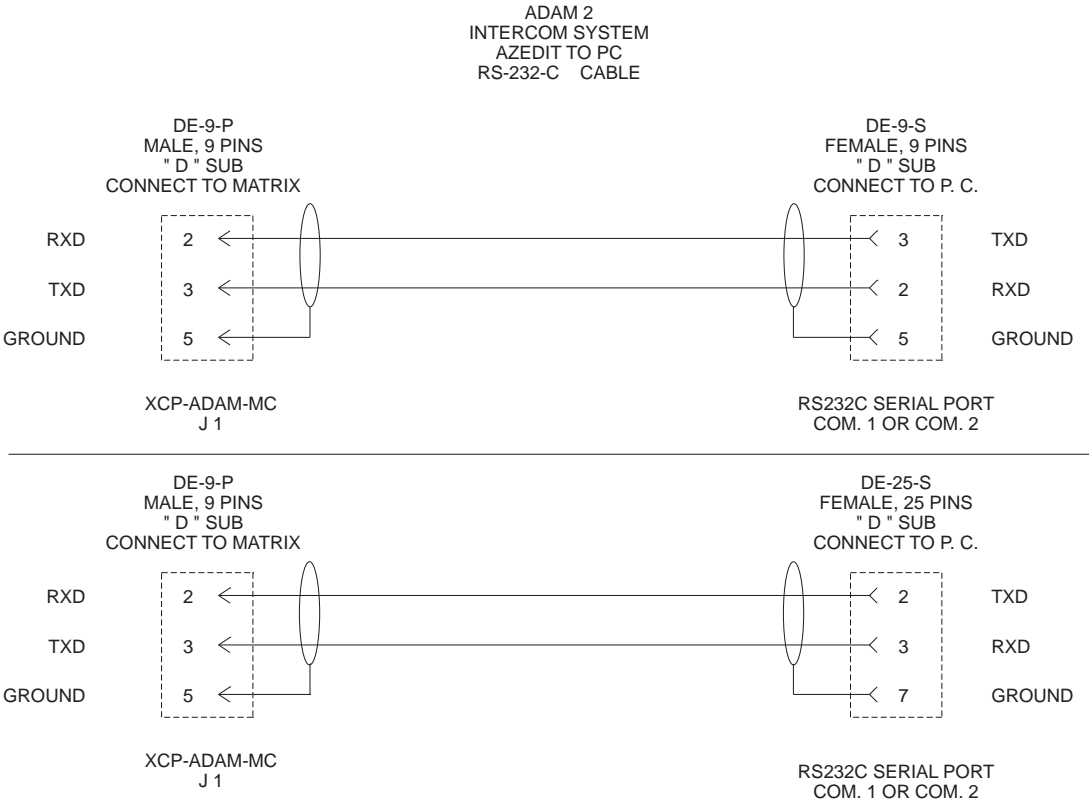 ADAM 2
INTERCOM SYSTEM
AZEDIT TO PC
RS-232-C CABLE
DE-9-P
MALE, 9 PINS
" D " SUB
CONNECT TO MATRIX
DE-9-S
FEMALE, 9 PINS
" D " SUB
CONNECT TO P. C.
RXD 2 3 TXD
TXD 3 2 RXD
GROUND 5 5 GROUND
XCP-ADAM-MC
J 1
RS232C SERIAL PORT
COM. 1 OR COM. 2
DE-9-P
MALE, 9 PINS
" D " SUB
CONNECT TO MATRIX
DE-25-S
FEMALE, 25 PINS
" D " SUB
CONNECT TO P. C.
RXD 2 2 TXD
TXD 3 3 RXD
GROUND 5 7 GROUND
XCP-ADAM-MC
J 1
RS232C SERIAL PORT
COM. 1 OR COM. 2